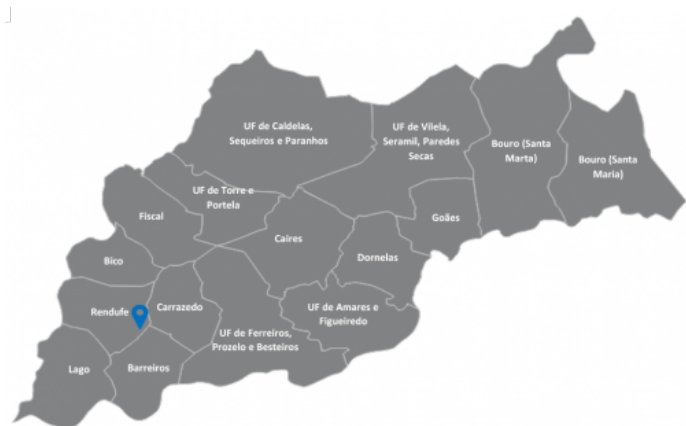 UF de Caldelas,
Sequeiros e Paranhos
UF de Vilela,
Seramil, Paredes
Secas
Bouro (Santa
Marta)
Bouro (Santa
Maria)
UF de Torre e
Portela
Fiscal
Goães
Caires
Bico
Dornelas
Rendufe
Carrazedo
UF de Amares e
Figueiredo
UF de Ferreiros,
Prozelo e Besteiros
Lago
Barreiros